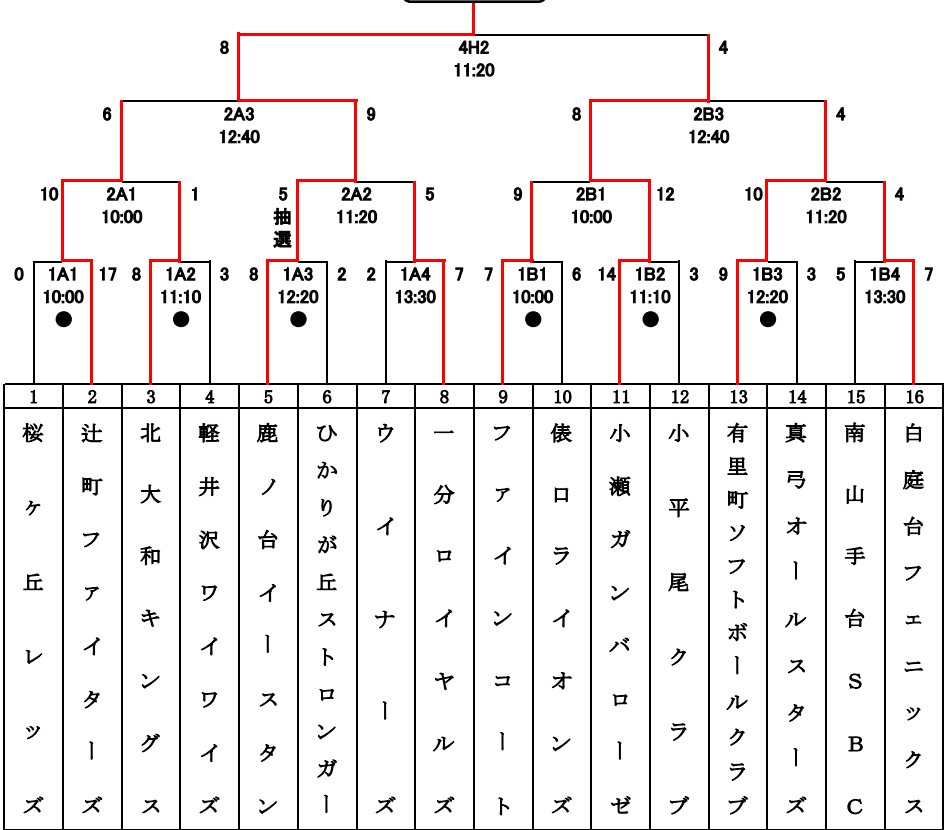 8 4H2 4
11:20
6 2A3 9 8 2B3 4
12:40 12:40
10 2A1 1 5 2A2 5 9 2B1 12 10 2B2 4
10:00 抽選 11:20 10:00 11:20
0 1A1 17 8 1A2 3 8 1A3 2 2 1A4 7 7 1B1 6 14 1B2 3 9 1B3 3 5 1B4 7
10:00 11:10 12:20 13:30 10:00 11:10 12:20 13:30
● ● ● ● ● ●
1 2 3 4 5 6 7 8 9 10 11 12 13 14 15 16
桜ヶ丘レッズ
辻町ファイターズ
北大和キングス
軽井沢ワイワイズ
鹿ノ台イースタン
ひかりが丘ストロンガー
ウイナーズ
一分ロイヤルズ
ファインコート
俵口ライオンズ
小瀬ガンバローゼ
小平尾クラブ
有里町ソフトボールクラブ
真弓オールスターズ
南山手台SBC
白庭台フェニックス